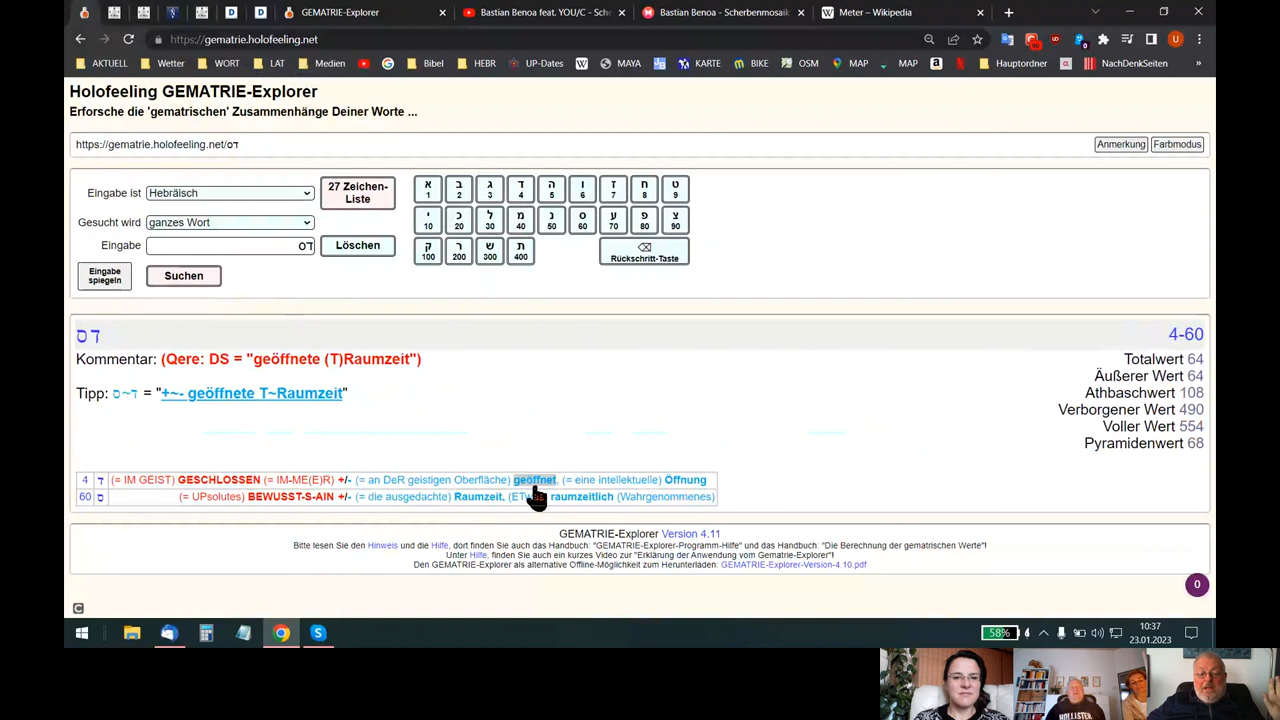 GEMATRIE-Explorer
Bastian Benoa feat. YOU/C - Sche
Bastian Benoa - Scherbenmosaik
Meter – Wikipedia
https://gematrie.holofeeling.net
AKTUELL Wetter WORT LAT Medien Bibel HEBR UP-Dates MAYA KARTE BIKE OSM MAP MAP Hauptordner NachDenkSeiten »
Holofeeling GEMATRIE-Explorer
Erforsche die 'gematrischen' Zusammenhänge Deiner Worte ...
https://gematrie.holofeeling.net/דס
Anmerkung Farbmodus
Eingabe ist Hebräisch
27 Zeichen-Liste
Gesucht wird ganzes Wort
Eingabe דס Löschen
Eingabe spiegeln Suchen
א ב ג ד ה ו ז ח ט
1 2 3 4 5 6 7 8 9
י כ ל מ נ ס ע פ צ
10 20 30 40 50 60 70 80 90
ק ר ש ת
100 200 300 400
⌫ Rückschritt-Taste
דס 4-60
Kommentar: (Qere: DS = "geöffnete (T)Raumzeit")
Tipp: ד~ס = "+~- geöffnete T~Raumzeit"
Totalwert 64
Äußerer Wert 64
Athbaschwert 108
Verborgener Wert 490
Voller Wert 554
Pyramidenwert 68
4 ד (= IM GEIST) GESCHLOSSEN (= IM-ME(E)R) +/- (= an DeR geistigen Oberfläche) geöffnet, (= eine intellektuelle) Öffnung
60 ס (= UPsolutes) BEWUSST-S-AIN +/- (= die ausgedachte) Raumzeit, raumzeitlich (Wahrgenommenes)
GEMATRIE-Explorer Version 4.11
Bitte lesen Sie den Hinweis und die Hilfe, dort finden Sie auch das Handbuch: "GEMATRIE-Explorer-Programm-Hilfe" und das Handbuch: "Die Berechnung der gematrischen Werte"!
Unter Hilfe, finden Sie auch ein kurzes Video zur "Erklärung der Anwendung vom Gematrie-Explorer"!
Den GEMATRIE-Explorer als alternative Offline-Möglichkeit zum Herunterladen: GEMATRIE-Explorer-Version-4.10.pdf
0
58%
10:37
23.01.2023
HOLLISTER